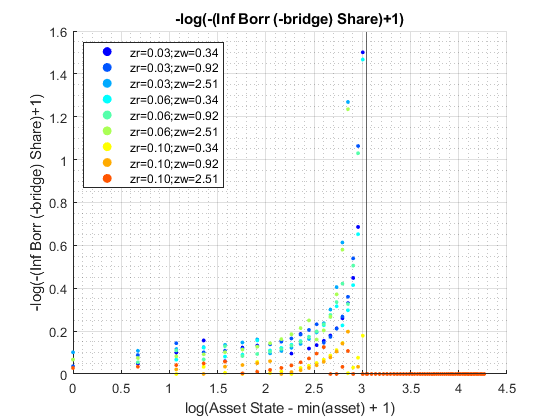 -log(-(Inf Borr (-bridge) Share)+1)
-log(-(Inf Borr (-bridge) Share)+1)
1.6
1.4
1.2
1
0.8
0.6
0.4
0.2
0
zr=0.03;zw=0.34
zr=0.03;zw=0.92
zr=0.03;zw=2.51
zr=0.06;zw=0.34
zr=0.06;zw=0.92
zr=0.06;zw=2.51
zr=0.10;zw=0.34
zr=0.10;zw=0.92
zr=0.10;zw=2.51
0 0.5 1 1.5 2 2.5 3 3.5 4 4.5
log(Asset State - min(asset) + 1)